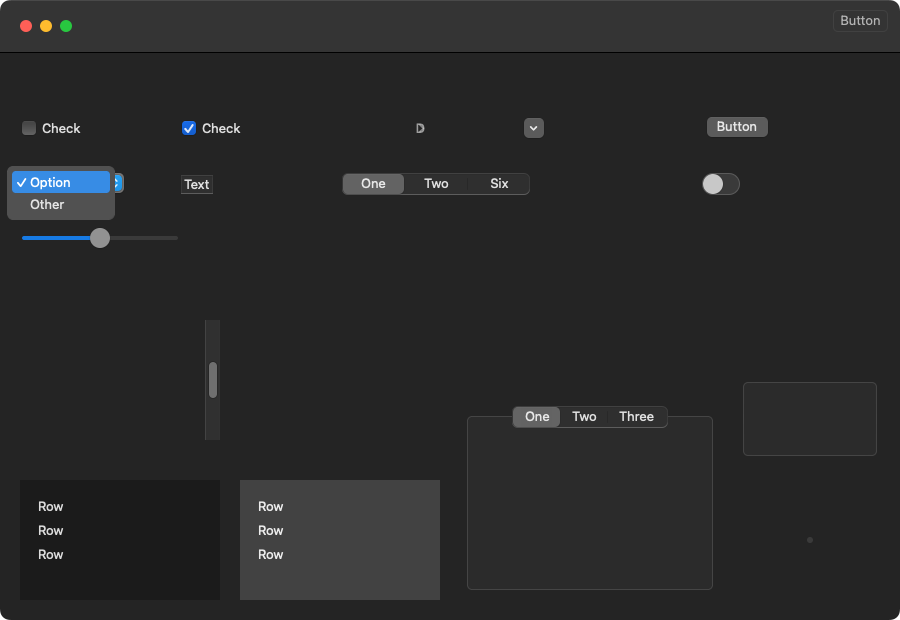 Button
Check
Check
D
Button
Option
Other
Text
One Two Six
One Two Three
Row
Row
Row
Row
Row
Row